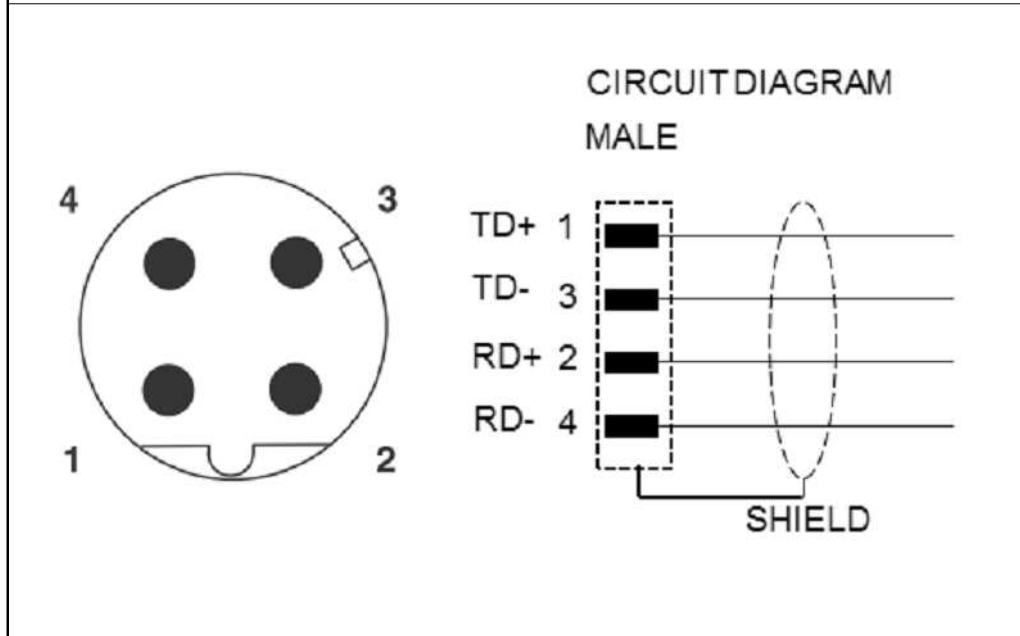 4 3
1 2
CIRCUIT DIAGRAM
MALE
TD+ 1
TD- 3
RD+ 2
RD- 4
SHIELD